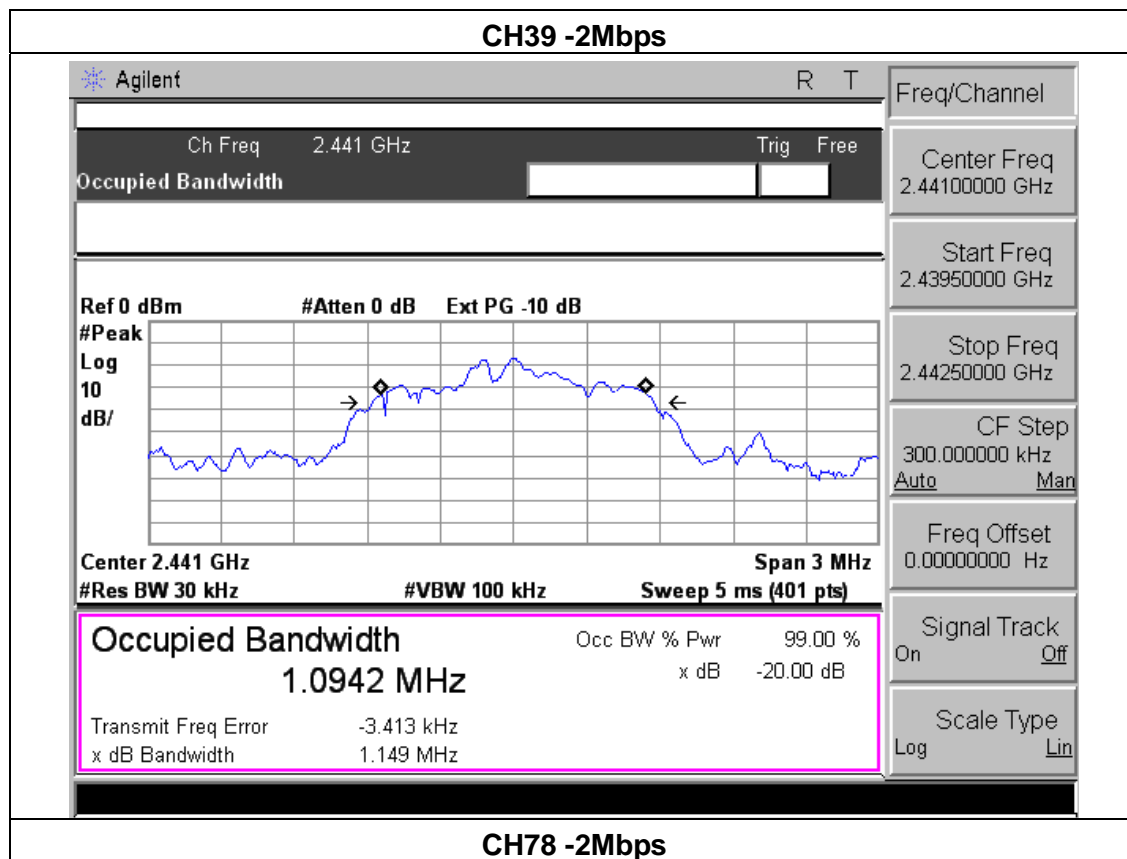 CH39 -2Mbps
Agilent R T
Freq/Channel
Ch Freq 2.441 GHz Trig Free
Occupied Bandwidth
Center Freq
2.44100000 GHz
Start Freq
2.43950000 GHz
Stop Freq
2.44250000 GHz
CF Step
300.000000 kHz
Auto Man
Freq Offset
0.00000000 Hz
Signal Track
On Off
Scale Type
Log Lin
Ref 0 dBm #Atten 0 dB Ext PG -10 dB
#Peak
Log
10
dB/
Center 2.441 GHz Span 3 MHz
#Res BW 30 kHz #VBW 100 kHz Sweep 5 ms (401 pts)
Occupied Bandwidth Occ BW % Pwr 99.00 %
1.0942 MHz x dB -20.00 dB
Transmit Freq Error -3.413 kHz
x dB Bandwidth 1.149 MHz
CH78 -2Mbps